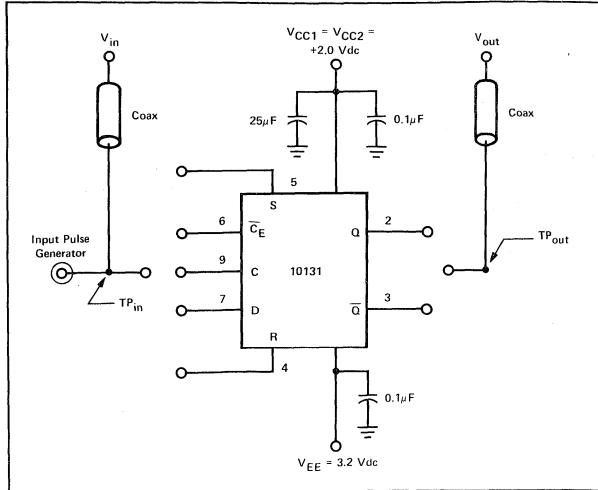 V_in
Coax
V_CC1 = V_CC2 =
+2.0 Vdc
25µF
0.1µF
V_out
Coax
5
S
6
C̅_E
9
C
7
D
R
4
10131
Q
2
Q̅
3
Input Pulse
Generator
TP_in
TP_out
0.1µF
V_EE = 3.2 Vdc